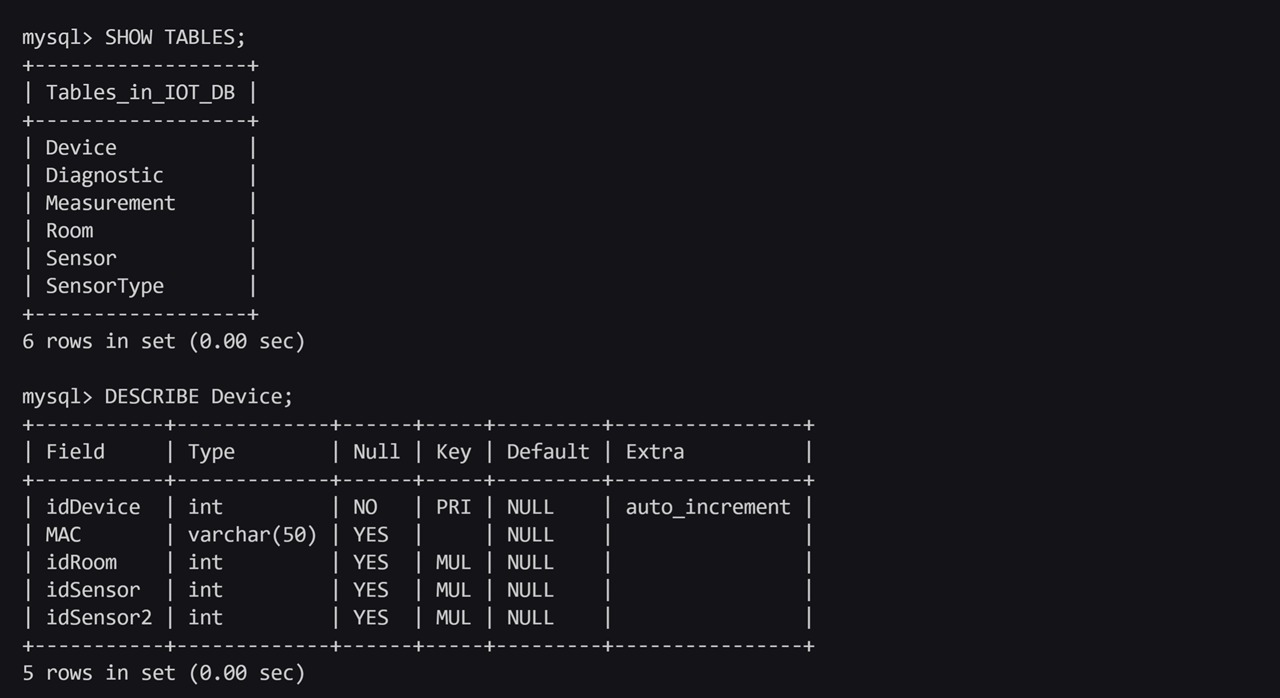 mysql> SHOW TABLES;
+------------------+
| Tables_in_IOT_DB |
+------------------+
| Device           |
| Diagnostic       |
| Measurement      |
| Room             |
| Sensor           |
| SensorType       |
+------------------+
6 rows in set (0.00 sec)

mysql> DESCRIBE Device;
+-----------+-------------+------+-----+---------+----------------+
| Field     | Type        | Null | Key | Default | Extra          |
+-----------+-------------+------+-----+---------+----------------+
| idDevice  | int         | NO   | PRI | NULL    | auto_increment |
| MAC       | varchar(50) | YES  |     | NULL    |                |
| idRoom    | int         | YES  | MUL | NULL    |                |
| idSensor  | int         | YES  | MUL | NULL    |                |
| idSensor2 | int         | YES  | MUL | NULL    |                |
+-----------+-------------+------+-----+---------+----------------+
5 rows in set (0.00 sec)